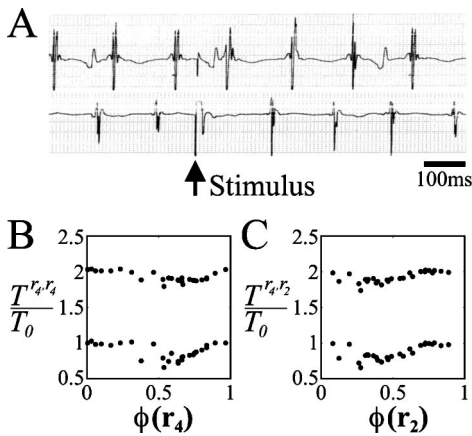 A
Stimulus
100ms
B
C
2.5
2
1.5
1
0.5
T^{r4,r4}
T0
0 0.5 1
ϕ(r4)
2.5
2
1.5
1
0.5
T^{r4,r2}
T0
0 0.5 1
ϕ(r2)